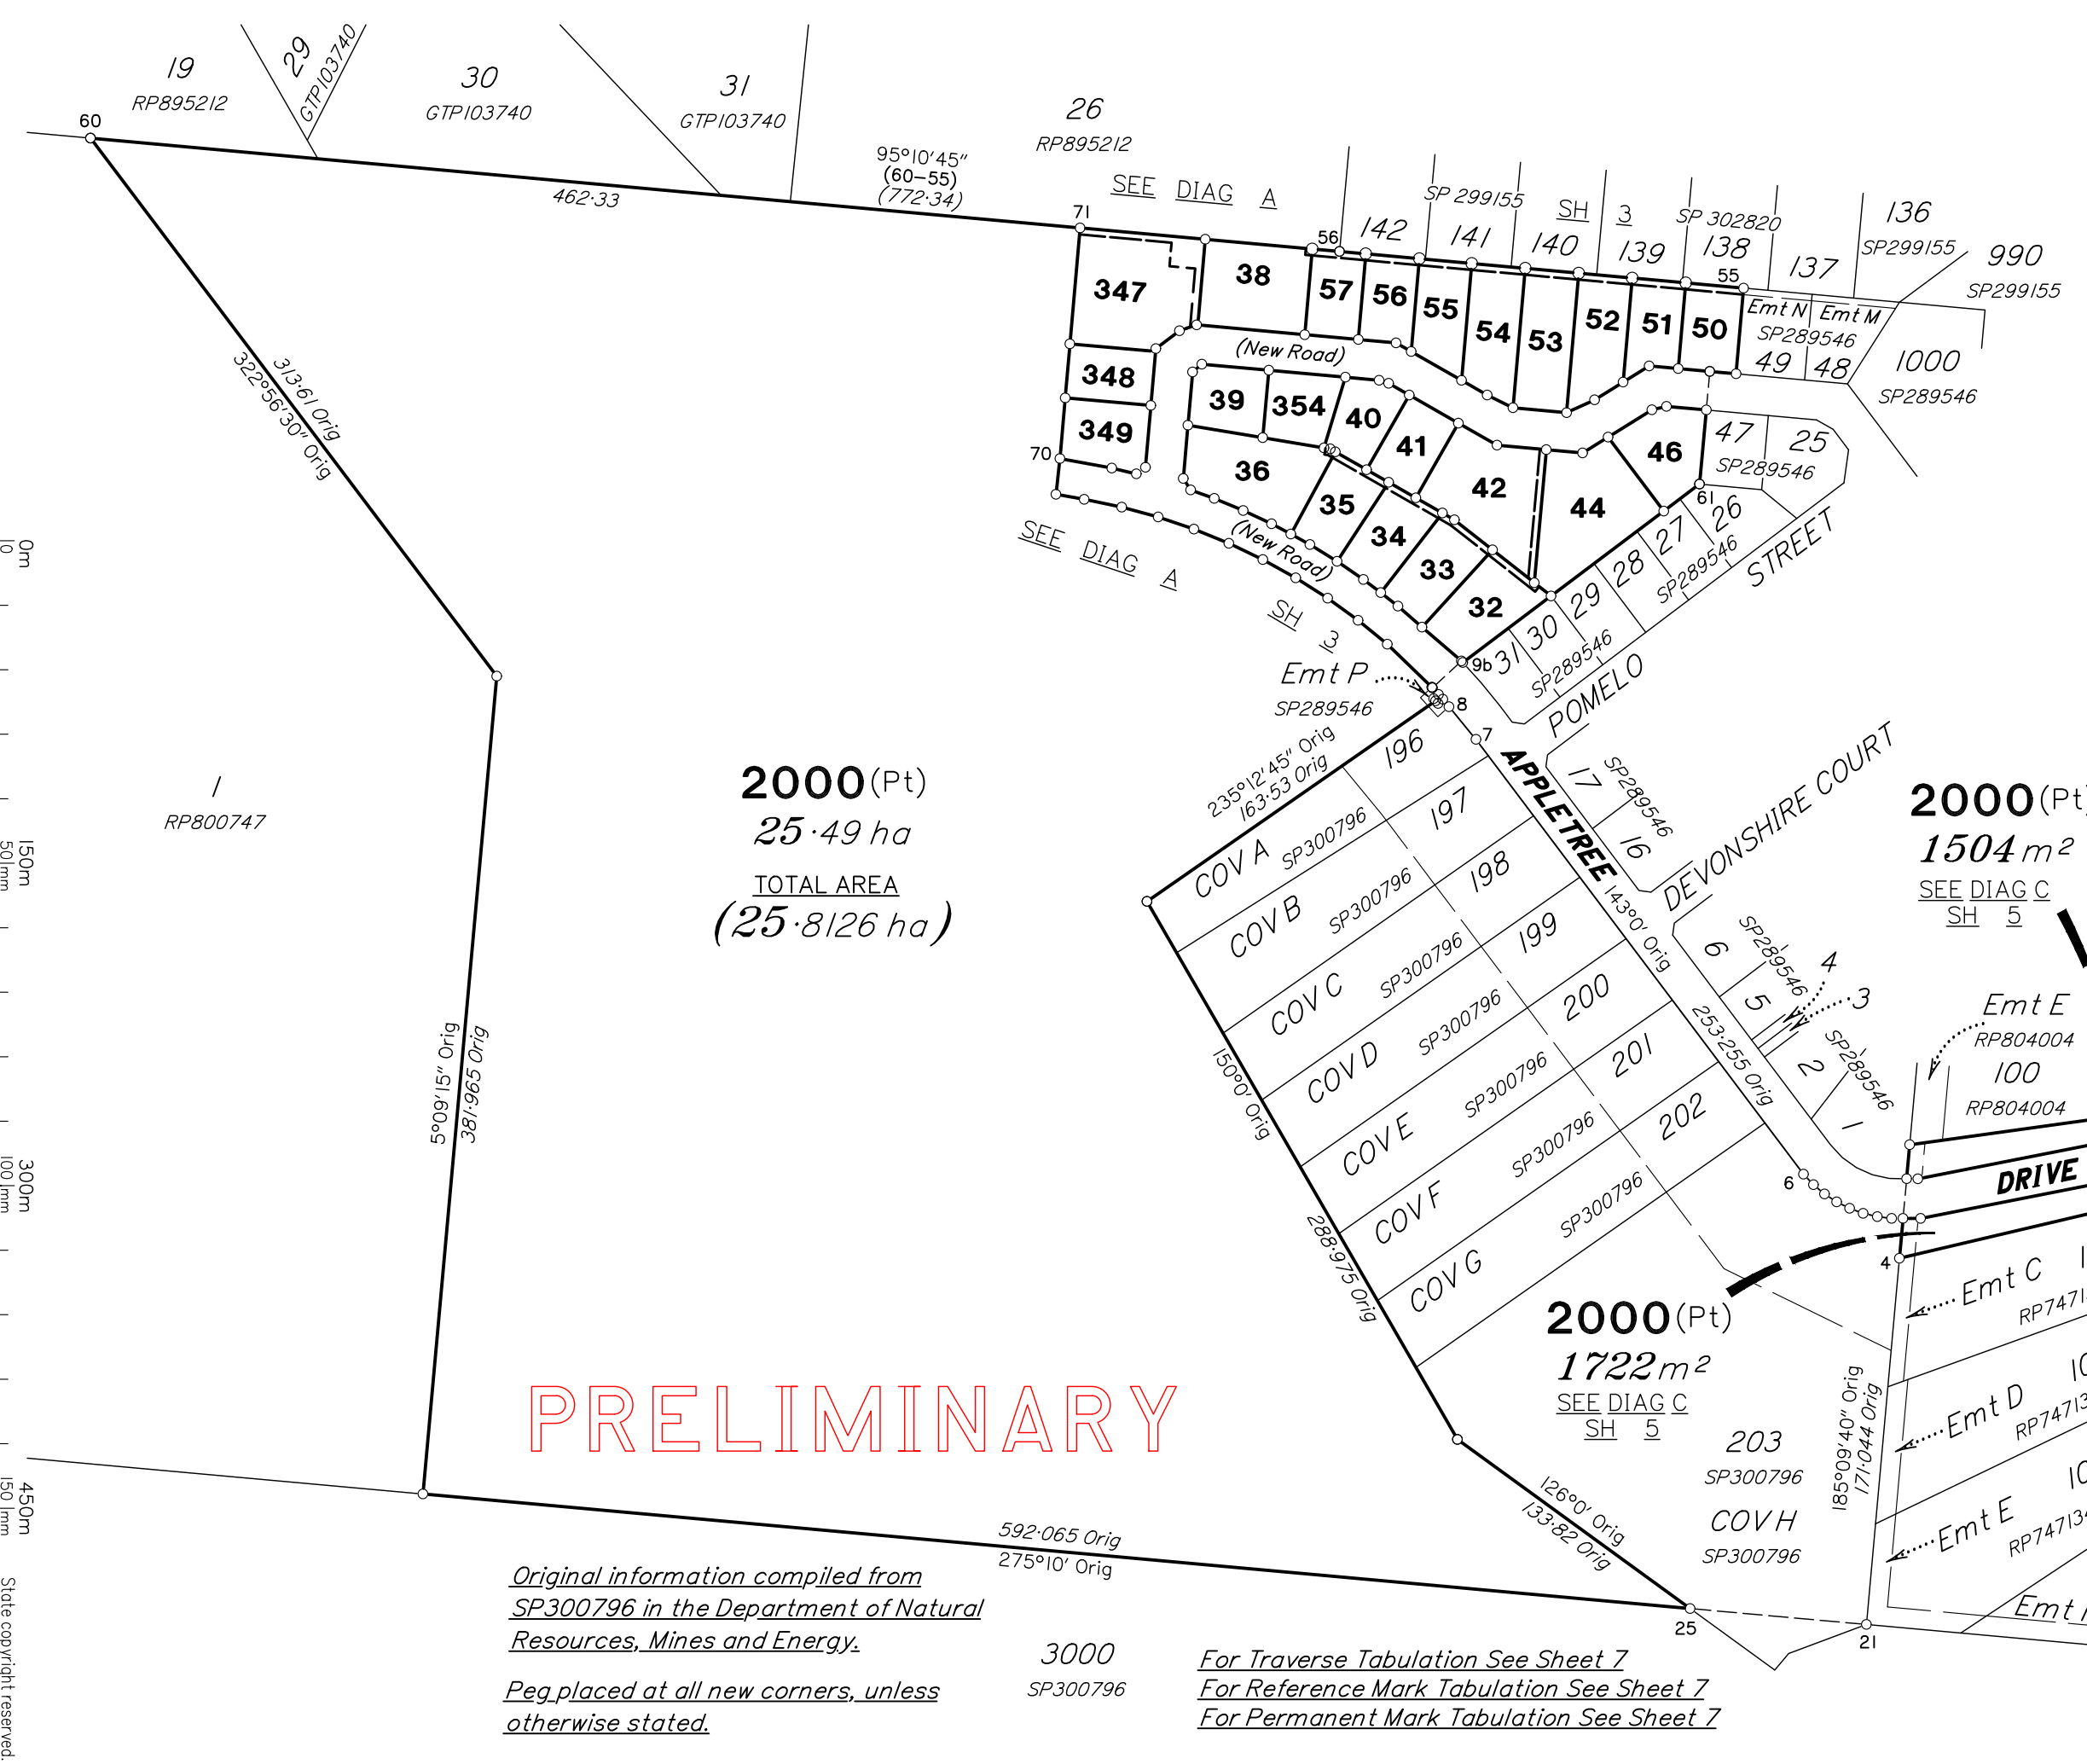 19
RP895212
29
GTP103740
30
GTP103740
31
GTP103740
26
RP895212
60
462·33
95°10'45"
(60–55)
(772·34)
SEE DIAG A
SH 3
71
56
142
SP 299155
141
140
139
SP 302820
138
55
137
136
SP299155
990
SP299155
347
38
57
56
55
54
53
52
51
50
Emt N
Emt M
SP289546
49
48
1000
SP289546
(New Road)
348
349
70
39
354
40
41
42
44
46
47
25
SP289546
61
36
35
34
33
32
26
27
28
SP289546
29
30
31
SP289546
POMELO
STREET
(New Road)
SEE DIAG A
SH 3
9b
Emt P
SP289546
8
7
313·61 Orig
322°56'30" Orig
1
RP800747
2000(Pt)
25·49 ha
TOTAL AREA
(25·8126 ha)
5°09'15" Orig
381·965 Orig
235°12'45" Orig
163·53 Orig
196
197
198
199
200
201
202
COV A
SP300796
COV B
SP300796
COV C
SP300796
COV D
SP300796
COV E
SP300796
COV F
SP300796
COV G
SP300796
150°0' Orig
288·975 Orig
APPLETREE
143°0' Orig
253·255 Orig
17
SP289546
16
DEVONSHIRE COURT
6
SP289546
5
4
3
2
SP289546
1
2000(Pt)
1504 m²
SEE DIAG C
SH 5
Emt E
RP804004
100
RP804004
DRIVE
6
4
Emt C
Emt D
Emt E
185°09'40" Orig
171·044 Orig
2000(Pt)
1722 m²
SEE DIAG C
SH 5
203
SP300796
COV H
SP300796
126°0' Orig
133·82 Orig
25
21
PRELIMINARY
592·065 Orig
275°10' Orig
Original information compiled from
SP300796 in the Department of Natural
Resources, Mines and Energy.
Peg placed at all new corners, unless
otherwise stated.
3000
SP300796
For Traverse Tabulation See Sheet 7
For Reference Mark Tabulation See Sheet 7
For Permanent Mark Tabulation See Sheet 7
0m
0
150m
50 mm
300m
100 mm
450m
150 mm
State copyright reserved.